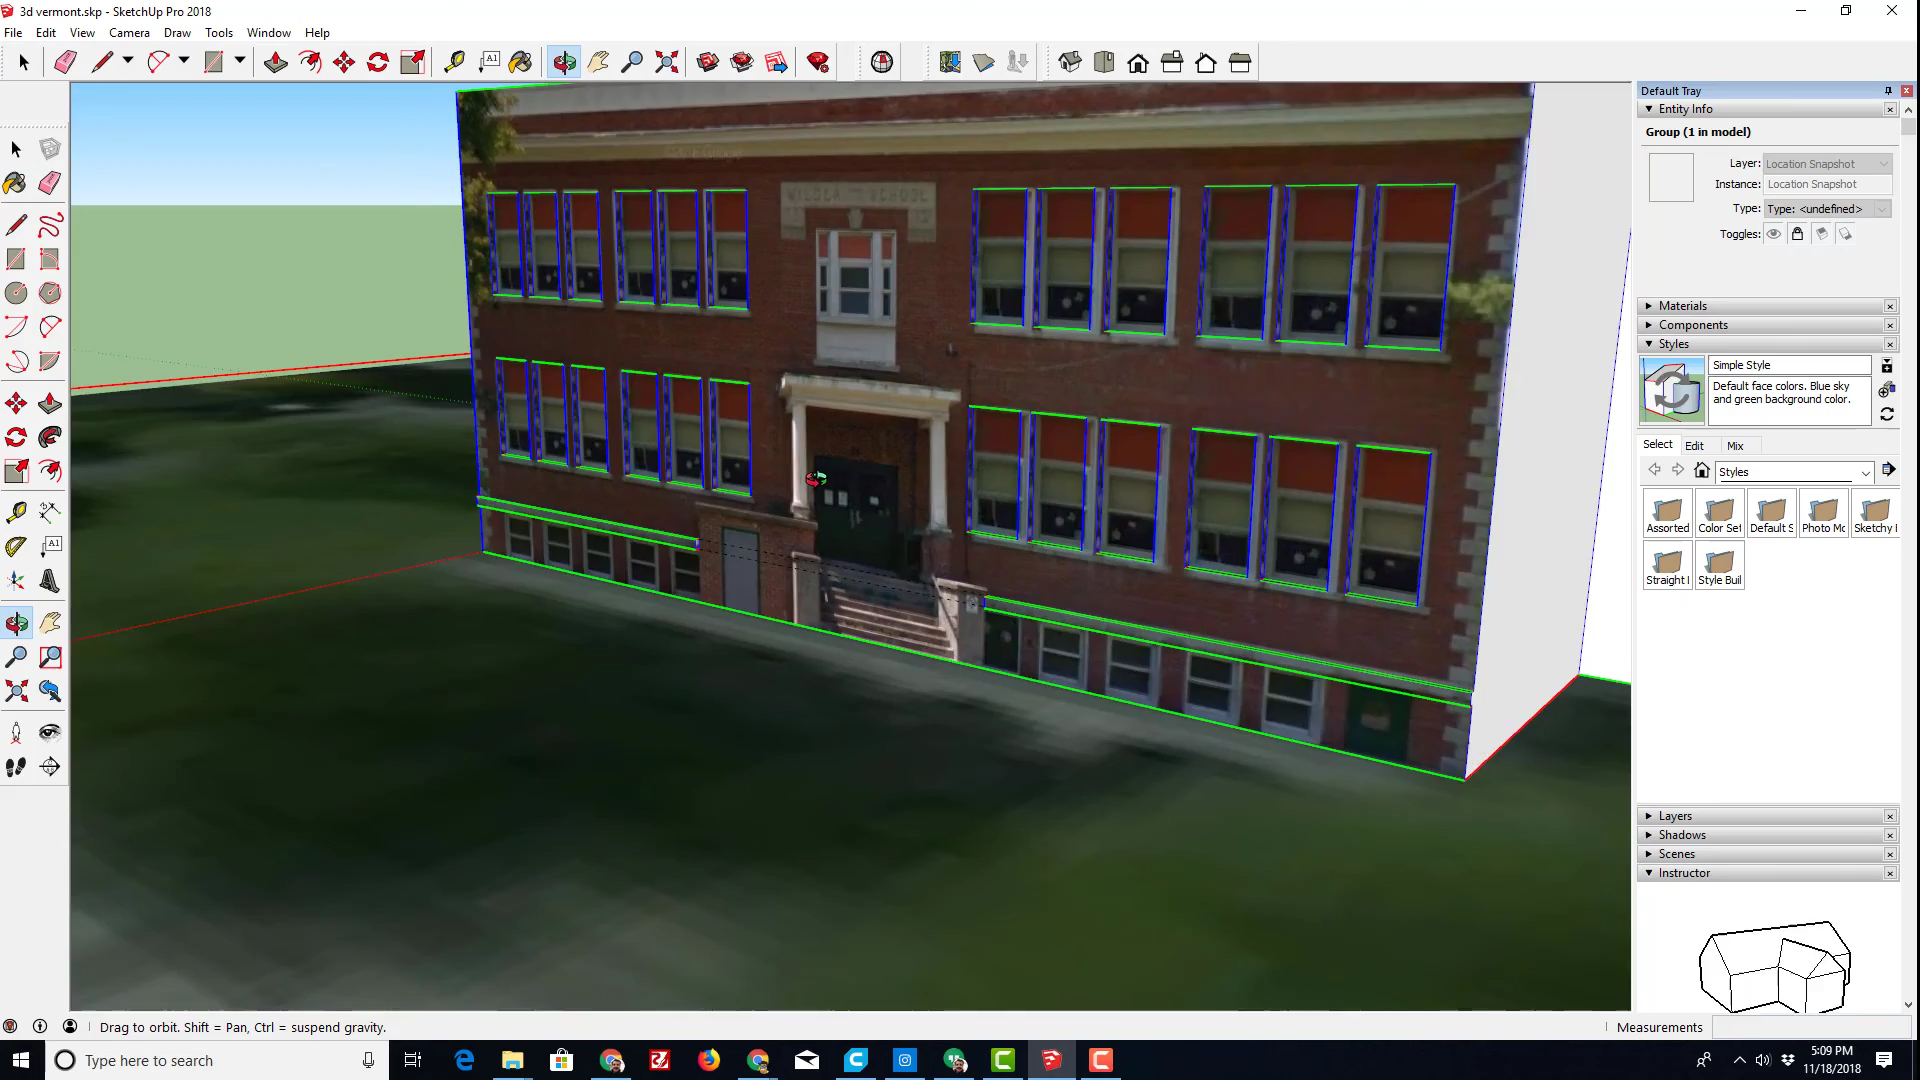 3d vermont.skp - SketchUp Pro 2018
File Edit View Camera Draw Tools Window Help
A1
Default Tray
Entity Info
Group (1 in model)
Layer: Location Snapshot
Instance: Location Snapshot
Type: Type: <undefined>
Toggles:
Materials
Components
Styles
Simple Style
Default face colors. Blue sky
and green background color.
Select Edit Mix
Styles
Assorted Color Set Default S Photo Mo Sketchy I
Straight l Style Buil
SCHOOL
A1
Layers
Shadows
Scenes
Instructor
Drag to orbit. Shift = Pan, Ctrl = suspend gravity.
Measurements
Type here to search
5:09 PM
11/18/2018